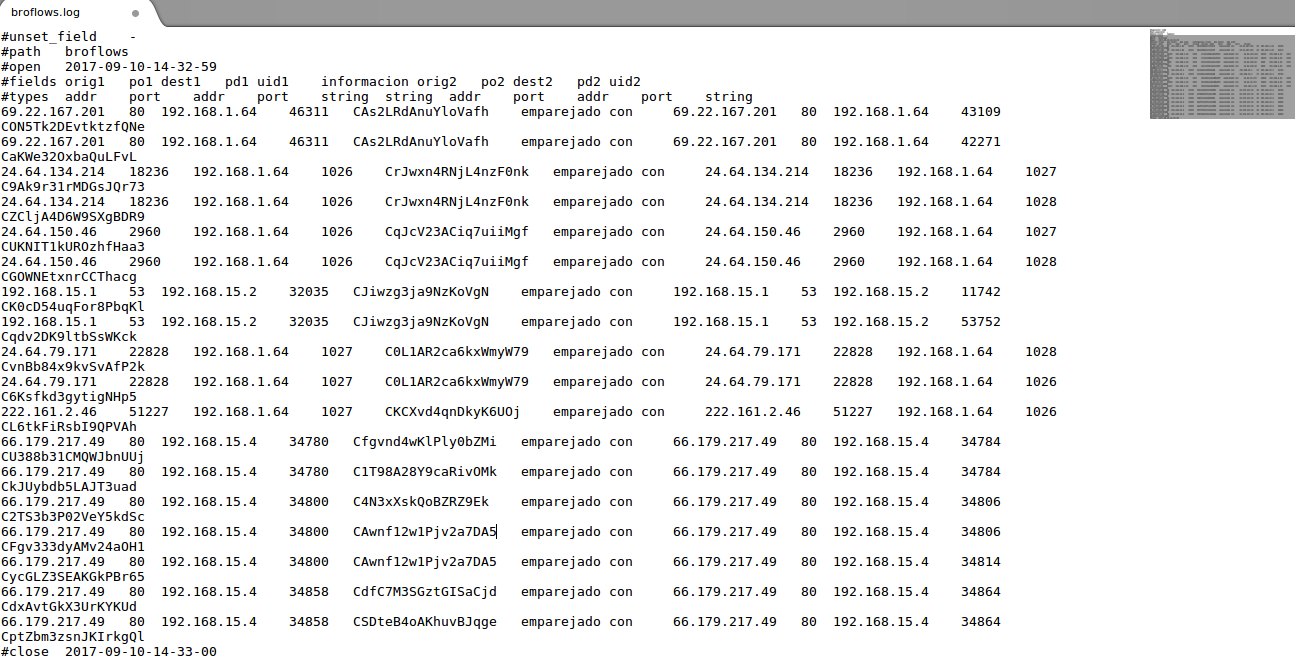 broflows.log
#unset_field -
#path broflows
#open 2017-09-10-14-32-59
#fields orig1 po1 dest1 pd1 uid1 informacion orig2 po2 dest2 pd2 uid2
#types addr port addr port string string addr port addr port string
69.22.167.201 80 192.168.1.64 46311 CAs2LRdAnuYloVafh emparejado con 69.22.167.201 80 192.168.1.64 43109
CON5Tk2DEvtktzfQNe
69.22.167.201 80 192.168.1.64 46311 CAs2LRdAnuYloVafh emparejado con 69.22.167.201 80 192.168.1.64 42271
CaKWe32OxbaQuLFvL
24.64.134.214 18236 192.168.1.64 1026 CrJwxn4RNjL4nzF0nk emparejado con 24.64.134.214 18236 192.168.1.64 1027
C9Ak9r31rMDGsJQr73
24.64.134.214 18236 192.168.1.64 1026 CrJwxn4RNjL4nzF0nk emparejado con 24.64.134.214 18236 192.168.1.64 1028
CZCljA4D6W9SXgBDR9
24.64.150.46 2960 192.168.1.64 1026 CqJcV23ACiq7uiiMgf emparejado con 24.64.150.46 2960 192.168.1.64 1027
CUKNIT1kUROzhfHaa3
24.64.150.46 2960 192.168.1.64 1026 CqJcV23ACiq7uiiMgf emparejado con 24.64.150.46 2960 192.168.1.64 1028
CGOWNEtxnrCCThacg
192.168.15.1 53 192.168.15.2 32035 CJiwzg3ja9NzKoVgN emparejado con 192.168.15.1 53 192.168.15.2 11742
CK0cD54uqFor8PbqKl
192.168.15.1 53 192.168.15.2 32035 CJiwzg3ja9NzKoVgN emparejado con 192.168.15.1 53 192.168.15.2 53752
Cqdv2DK9ltbSsWKck
24.64.79.171 22828 192.168.1.64 1027 C0L1AR2ca6kxWmyW79 emparejado con 24.64.79.171 22828 192.168.1.64 1028
CvnBb84x9kvSvAfP2k
24.64.79.171 22828 192.168.1.64 1027 C0L1AR2ca6kxWmyW79 emparejado con 24.64.79.171 22828 192.168.1.64 1026
C6Ksfkd3gytigNHp5
222.161.2.46 51227 192.168.1.64 1027 CKCXvd4qnDkyK6UOj emparejado con 222.161.2.46 51227 192.168.1.64 1026
CL6tkFiRsbI9QPVAh
66.179.217.49 80 192.168.15.4 34780 Cfgvnd4wKlPly0bZMi emparejado con 66.179.217.49 80 192.168.15.4 34784
CU388b31CMQWJbnUUj
66.179.217.49 80 192.168.15.4 34780 C1T98A28Y9caRivOMk emparejado con 66.179.217.49 80 192.168.15.4 34784
CkJUybdb5LAJT3uad
66.179.217.49 80 192.168.15.4 34800 C4N3xXskQoBZRZ9Ek emparejado con 66.179.217.49 80 192.168.15.4 34806
C2TS3b3P02VeY5kdSc
66.179.217.49 80 192.168.15.4 34800 CAwnf12w1Pjv2a7DA5 emparejado con 66.179.217.49 80 192.168.15.4 34806
CFgv333dyAMv24aOH1
66.179.217.49 80 192.168.15.4 34800 CAwnf12w1Pjv2a7DA5 emparejado con 66.179.217.49 80 192.168.15.4 34814
CycGLZ3SEAKGkPBr65
66.179.217.49 80 192.168.15.4 34858 CdfC7M3SGztGISaCjd emparejado con 66.179.217.49 80 192.168.15.4 34864
CdxAvtGkX3UrKYKUd
66.179.217.49 80 192.168.15.4 34858 CSDteB4oAKhuvBJqge emparejado con 66.179.217.49 80 192.168.15.4 34864
CptZbm3zsnJKIrkgQl
#close 2017-09-10-14-33-00